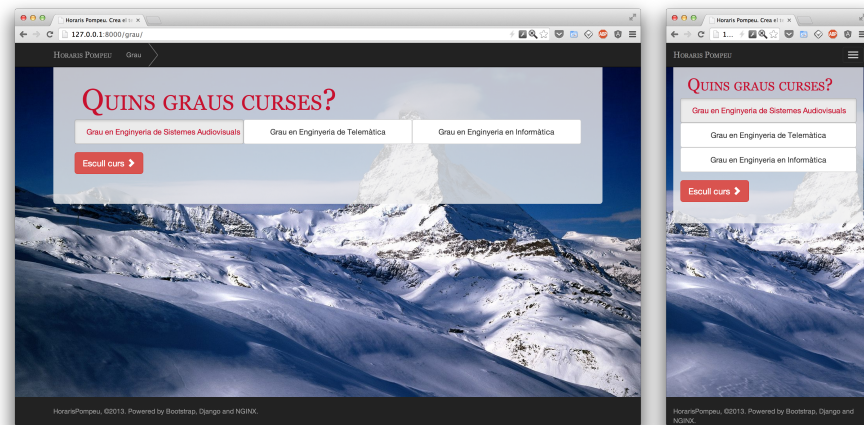 Horaris Pompeu. Crea el te
127.0.0.1:8000/grau/
Horaris Pompeu Grau
Quins graus curses?
Grau en Enginyeria de Sistemes Audiovisuals Grau en Enginyeria de Telemàtica Grau en Enginyeria en Informàtica
Escull curs
HorarisPompeu, ©2013. Powered by Bootstrap, Django and NGINX.
Horaris Pompeu. Crea el te
1...
Horaris Pompeu
Quins graus curses?
Grau en Enginyeria de Sistemes Audiovisuals
Grau en Enginyeria de Telemàtica
Grau en Enginyeria en Informàtica
Escull curs
HorarisPompeu, ©2013. Powered by Bootstrap, Django and
NGINX.